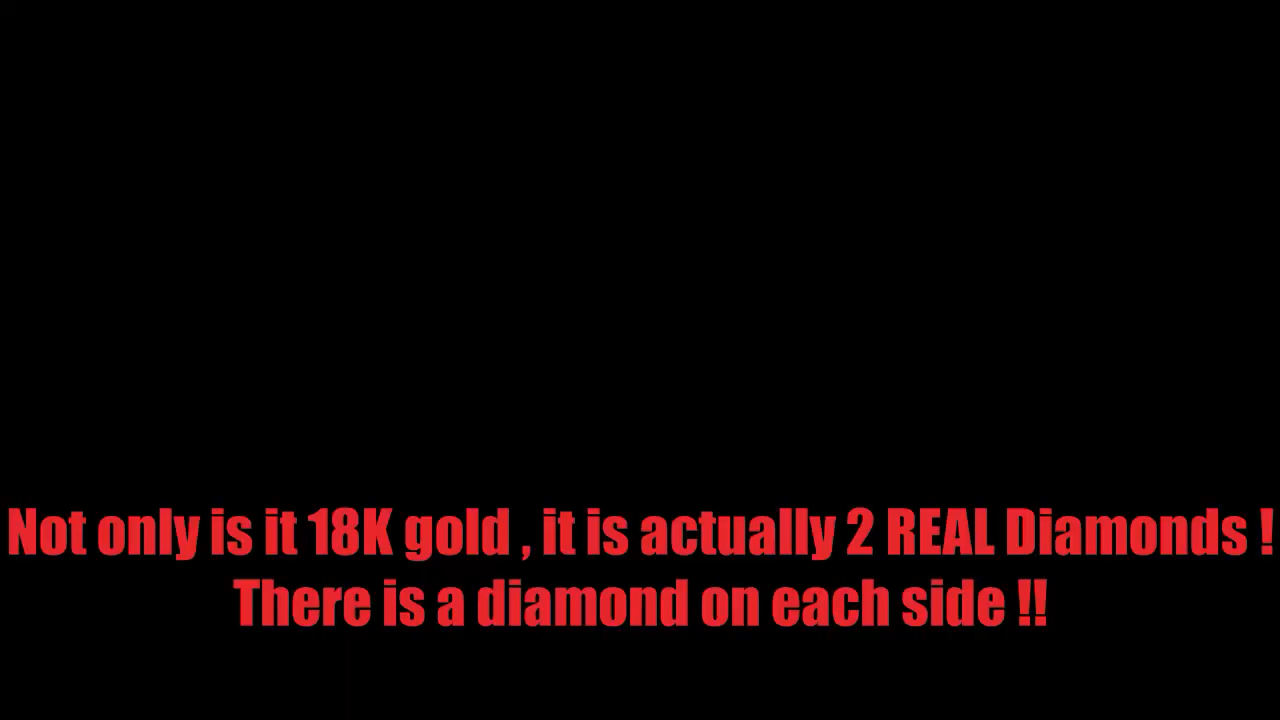 Not only is it 18K gold , it is actually 2 REAL Diamonds !
There is a diamond on each side !!